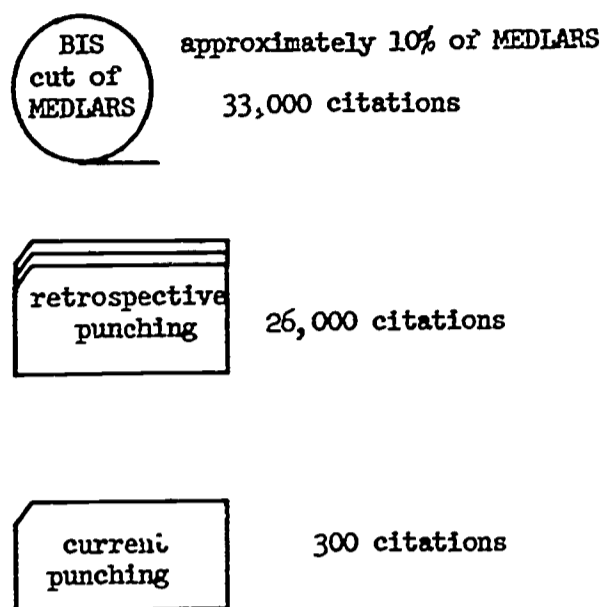 BIS
cut of
MEDLARS
approximately 10% of MEDLARS
33,000 citations
retrospective
punching
26,000 citations
current
punching
300 citations